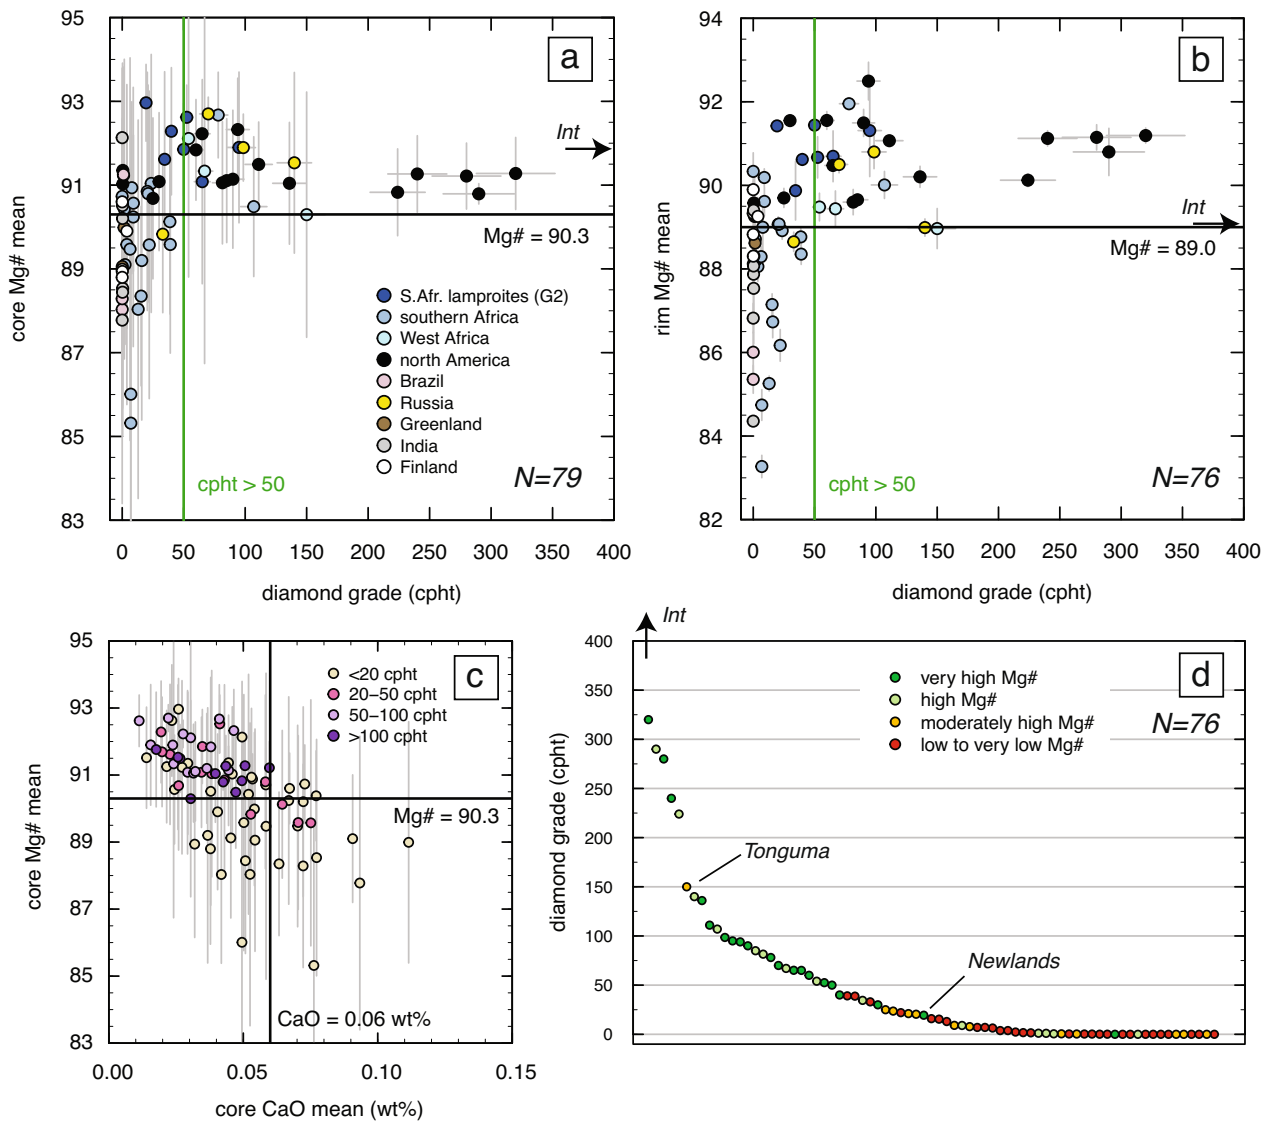 a
core Mg# mean
95
93
91
89
87
85
83
Int
Mg# = 90.3
S.Afr. lamproites (G2)
southern Africa
West Africa
north America
Brazil
Russia
Greenland
India
Finland
cpht > 50
N=79
0 50 100 150 200 250 300 350 400
diamond grade (cpht)
b
rim Mg# mean
94
92
90
88
86
84
82
Int
Mg# = 89.0
cpht > 50
N=76
0 50 100 150 200 250 300 350 400
diamond grade (cpht)
c
core Mg# mean
95
93
91
89
87
85
83
<20 cpht
20–50 cpht
50–100 cpht
>100 cpht
Mg# = 90.3
CaO = 0.06 wt%
0.00 0.05 0.10 0.15
core CaO mean (wt%)
Int
d
diamond grade (cpht)
400
350
300
250
200
150
100
50
0
very high Mg#
high Mg#
moderately high Mg#
low to very low Mg#
N=76
Tonguma
Newlands